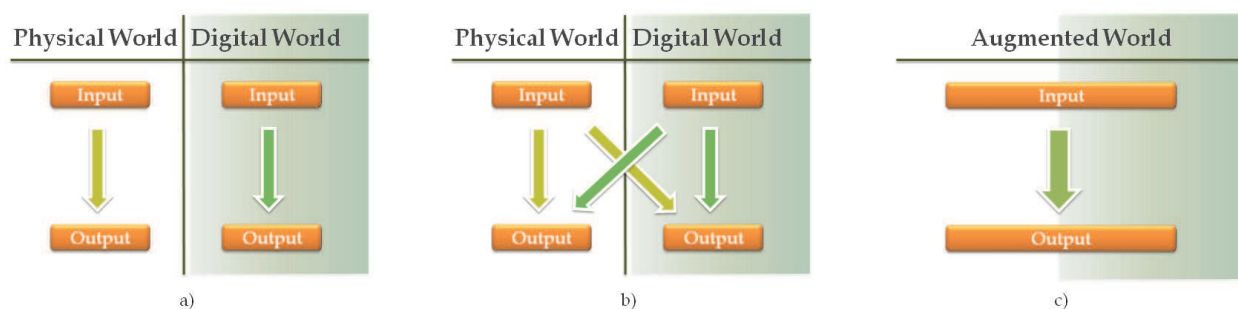 Physical World Digital World
Input Input
Output Output
a)
Physical World Digital World
Input Input
Output Output
b)
Augmented World
Input
Output
c)